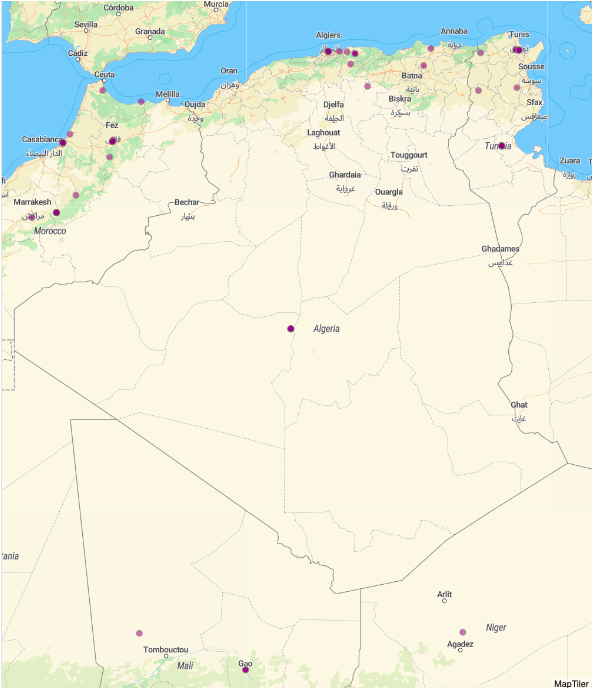 Murcia
Córdoba
Sevilla
Granada
Cádiz
Ceuta
Algiers
Annaba
عنابة
Tunis
Oran
وهران
Melilla
Oujda
وجدة
Batna
باتنة
Sousse
سوسة
Biskra
بسكرة
Djelfa
الجلفة
Sfax
صفاقس
Fez
فاس
Casablanca
الدار البيضاء
Laghouat
الأغواط
Touggourt
تقرت
Tunisia
Zuara
زوارة
Ghardaia
غرداية
Ouargla
ورقلة
Marrakesh
مراكش
Bechar
بشار
Morocco
Ghadames
غدامس
Algeria
Ghat
غات
ania
Arlit
Niger
Agadez
Tombouctou
Mali
Gao
MapTiler